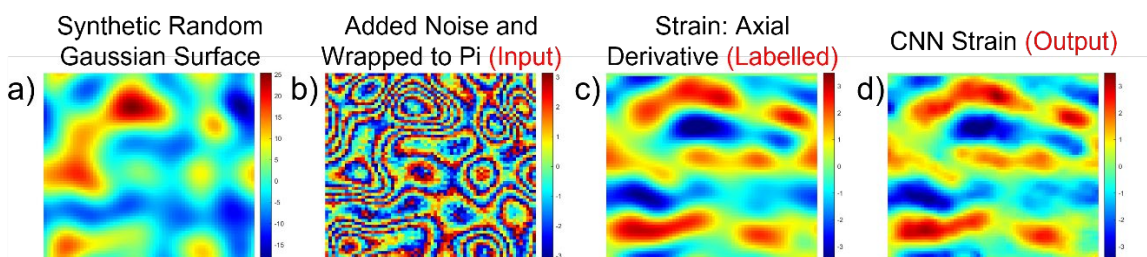 Synthetic Random
Gaussian Surface
Added Noise and
Wrapped to Pi (Input)
Strain: Axial
Derivative (Labelled)
CNN Strain (Output)
a)
25
20
15
10
5
0
-5
-10
-15
b)
3
2
1
0
-1
-2
-3
c)
3
2
1
0
-1
-2
-3
d)
3
2
1
0
-1
-2
-3